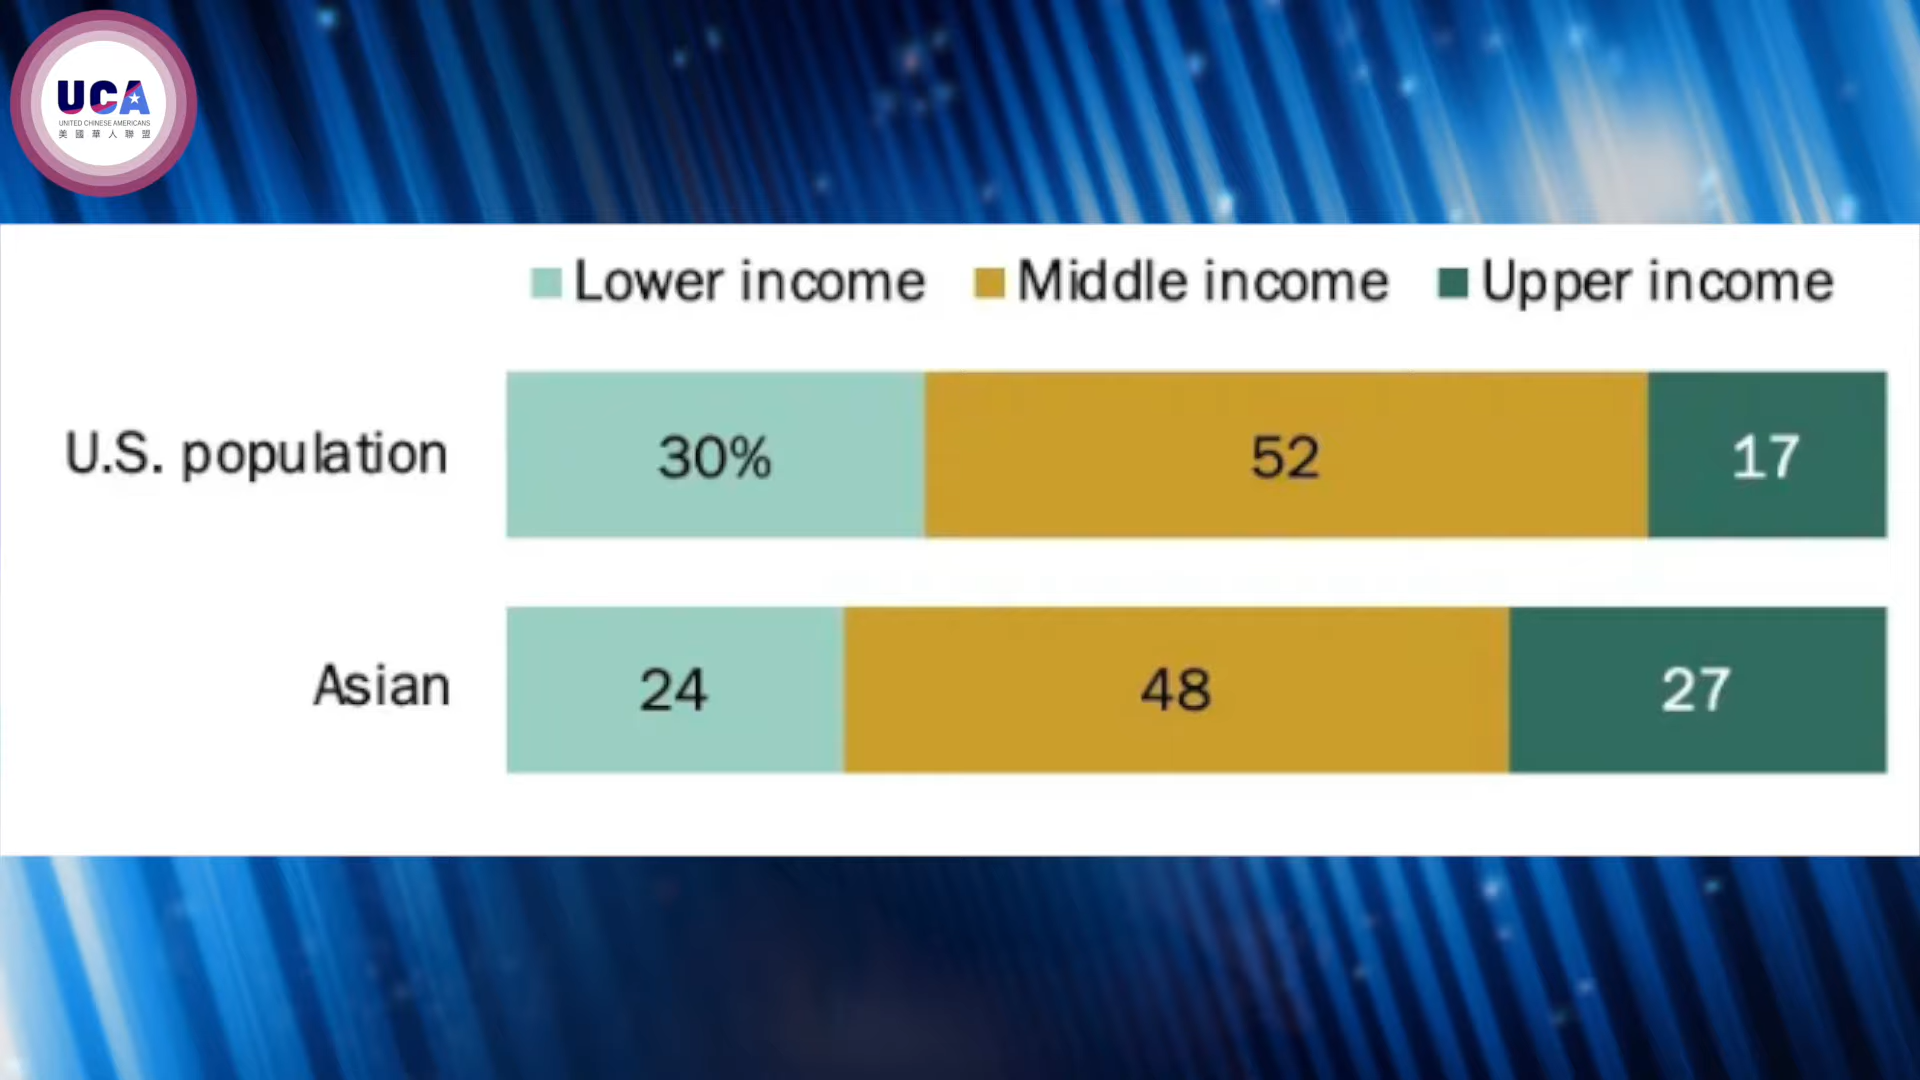 UCA
UNITED CHINESE AMERICANS
美國華人聯盟
Lower income Middle income Upper income
U.S. population 30% 52 17
Asian 24 48 27